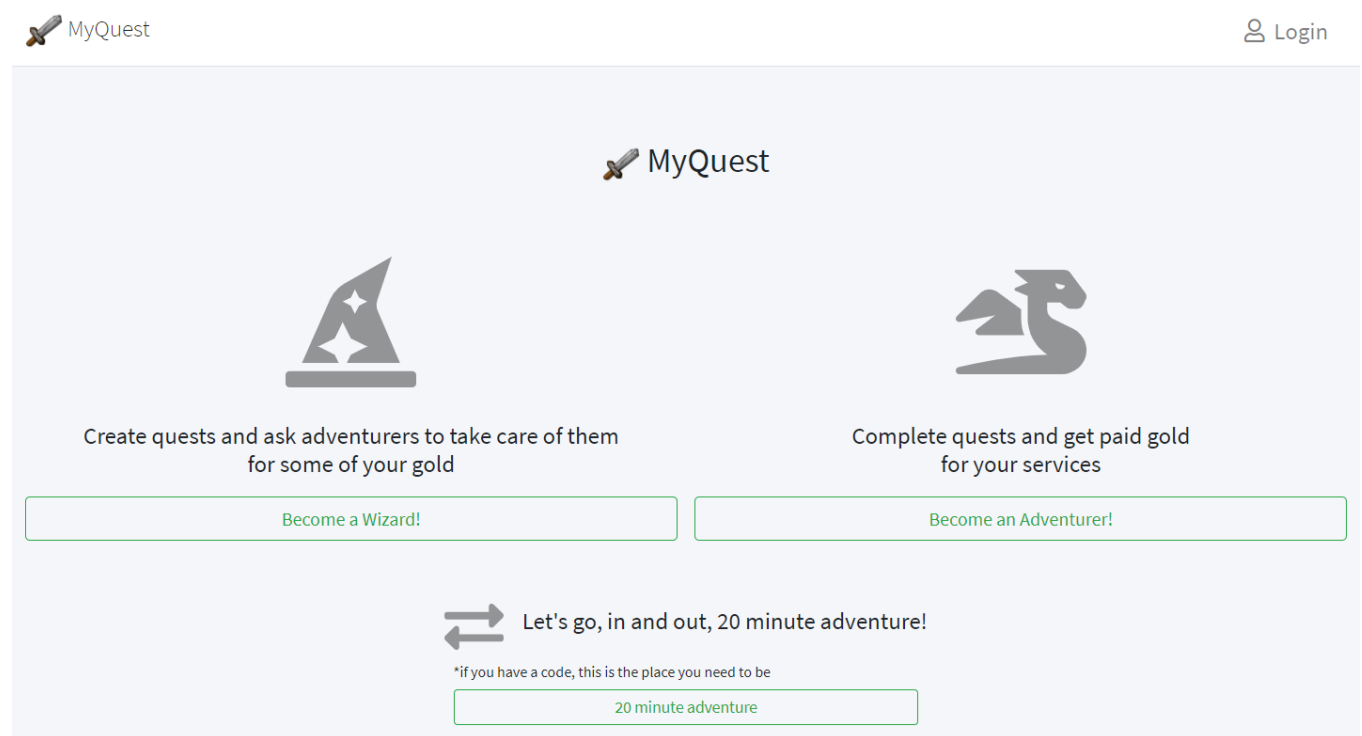 MyQuest
Login
MyQuest
Create quests and ask adventurers to take care of them
for some of your gold
Become a Wizard!
Complete quests and get paid gold
for your services
Become an Adventurer!
Let's go, in and out, 20 minute adventure!
*if you have a code, this is the place you need to be
20 minute adventure